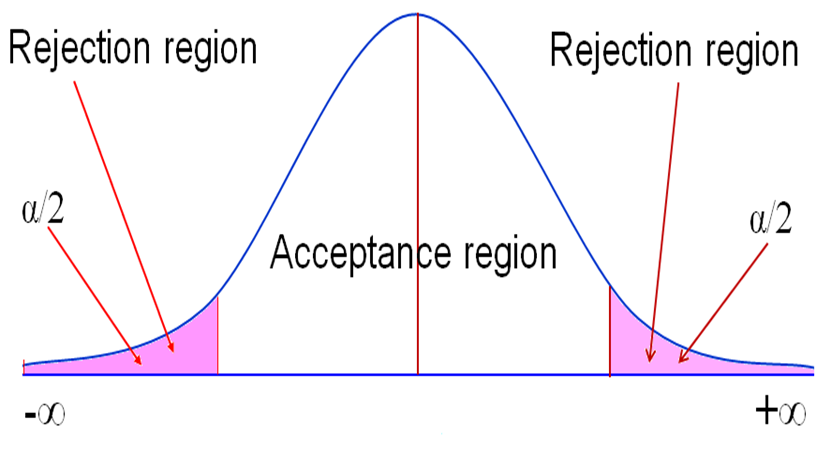 Rejection region
Rejection region
α/2
α/2
Acceptance region
-∞
+∞